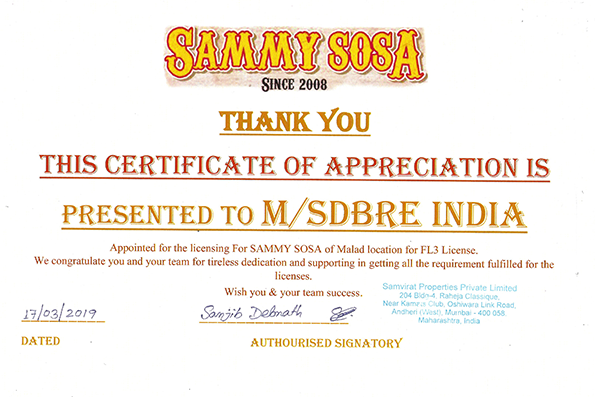 SAMMY SOSA
SINCE 2008
THANK YOU
THIS CERTIFICATE OF APPRECIATION IS
PRESENTED TO M/SDBRE INDIA
Appointed for the licensing For SAMMY SOSA of Malad location for FL3 License.
We congratulate you and your team for tireless dedication and supporting in getting all the requirement fulfilled for the
licenses.
Wish you & your team success.
Samvirat Properties Private Limited
204 Bldn-4, Raheja Classique,
Near Kamrai Club, Oshiwara Link Road,
Andheri (West), Mumbai - 400 058.
Maharashtra, India
17/03/2019
Sanjib Debnath
DATED
AUTHOURISED SIGNATORY